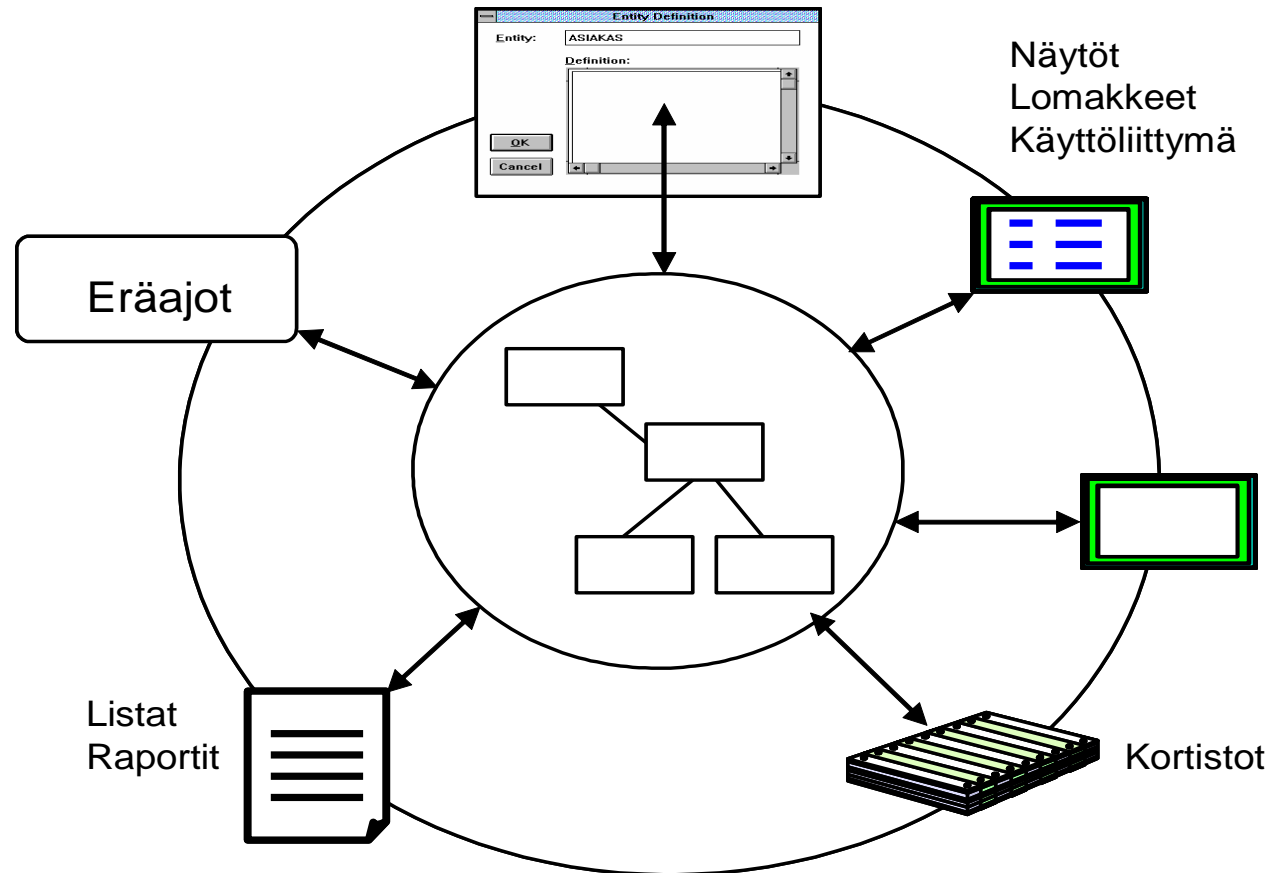 Entity Definition
Entity: ASIAKAS
Definition:
OK
Cancel
Näytöt
Lomakkeet
Käyttöliittymä
Eräajot
Listat
Raportit
Kortistot